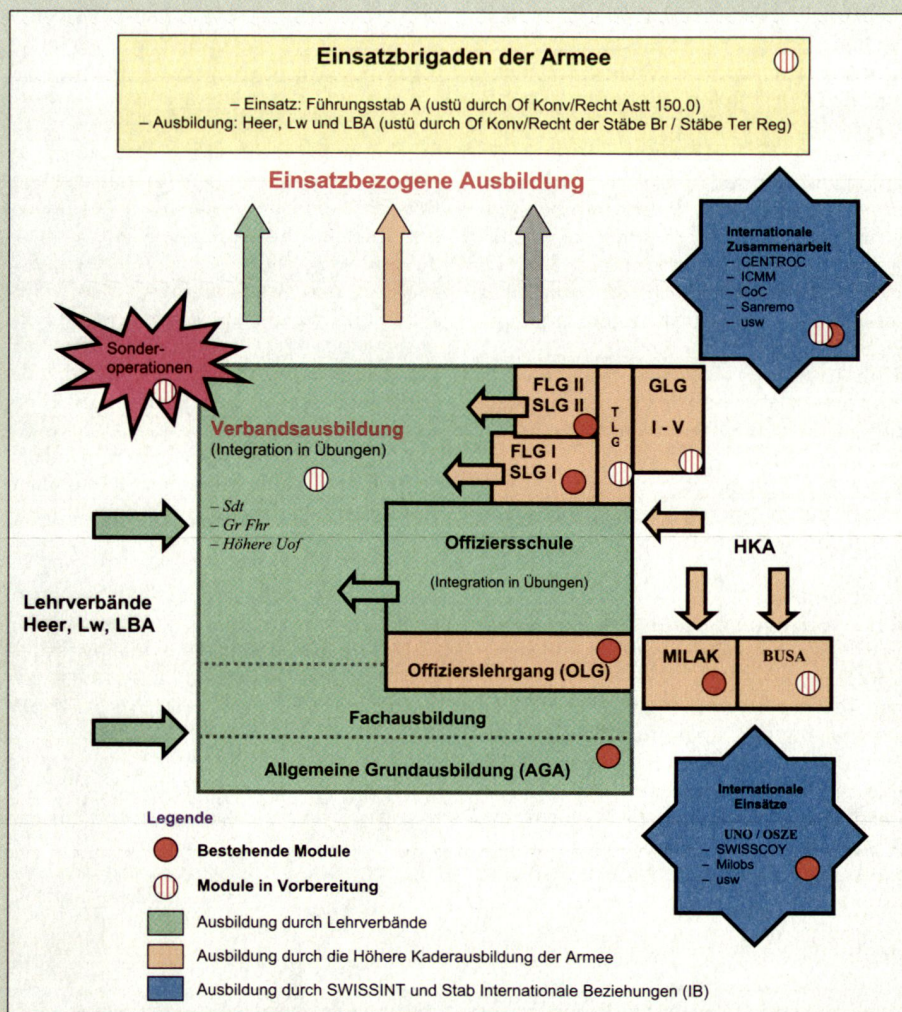 Einsatzbrigaden der Armee
– Einsatz: Führungsstab A (ustü durch Of Konv/Recht Astt 150.0)
– Ausbildung: Heer, Lw und LBA (ustü durch Of Konv/Recht der Stäbe Br / Stäbe Ter Reg)
Einsatzbezogene Ausbildung
Internationale
Zusammenarbeit
– CENTROC
– ICMM
– CoC
– Sanremo
– usw
Sonder-
operationen
Verbandsausbildung
(Integration in Übungen)
– Sdt
– Gr Fhr
– Höhere Uof
FLG II
SLG II
FLG I
SLG I
T
L
G
GLG
I - V
Offiziersschule
(Integration in Übungen)
HKA
Lehrverbände
Heer, Lw, LBA
Offizierslehrgang (OLG)
MILAK
BUSA
Fachausbildung
Allgemeine Grundausbildung (AGA)
Internationale
Einsätze
UNO / OSZE
– SWISSCOY
– Milobs
– usw
Legende
Bestehende Module
Module in Vorbereitung
Ausbildung durch Lehrverbände
Ausbildung durch die Höhere Kaderausbildung der Armee
Ausbildung durch SWISSINT und Stab Internationale Beziehungen (IB)